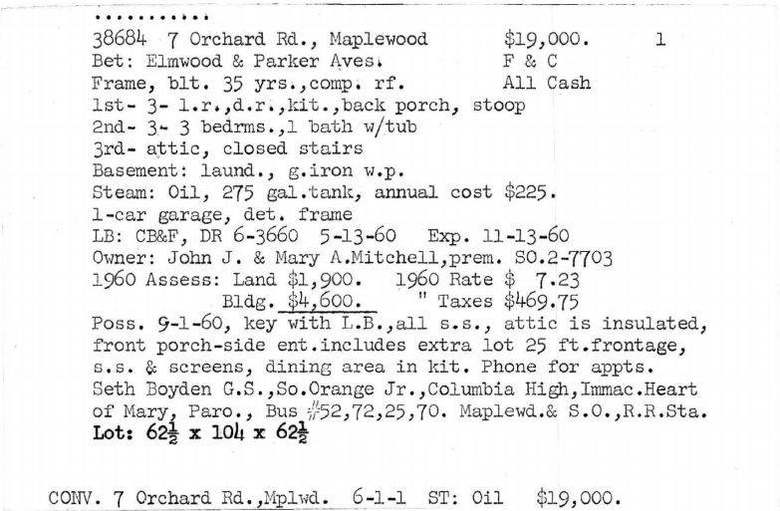 ...........
38684 7 Orchard Rd., Maplewood $19,000. 1
Bet: Elmwood & Parker Aves. F & C
Frame, blt. 35 yrs.,comp. rf. All Cash
1st- 3- l.r.,d.r.,kit.,back porch, stoop
2nd- 3- 3 bedrms.,1 bath w/tub
3rd- attic, closed stairs
Basement: laund., g.iron w.p.
Steam: Oil, 275 gal.tank, annual cost $225.
1-car garage, det. frame
LB: CB&F, DR 6-3660 5-13-60 Exp. 11-13-60
Owner: John J. & Mary A.Mitchell,prem. SO.2-7703
1960 Assess: Land $1,900. 1960 Rate $ 7.23
Bldg. $4,600. " Taxes $469.75
Poss. 9-1-60, key with L.B.,all s.s., attic is insulated,
front porch-side ent.includes extra lot 25 ft.frontage,
s.s. & screens, dining area in kit. Phone for appts.
Seth Boyden G.S.,So.Orange Jr.,Columbia High,Immac.Heart
of Mary, Paro., Bus #52,72,25,70. Maplewd.& S.O.,R.R.Sta.
Lot: 62½ x 104 x 62½
CONV. 7 Orchard Rd.,Mplwd. 6-1-1 ST: Oil $19,000.